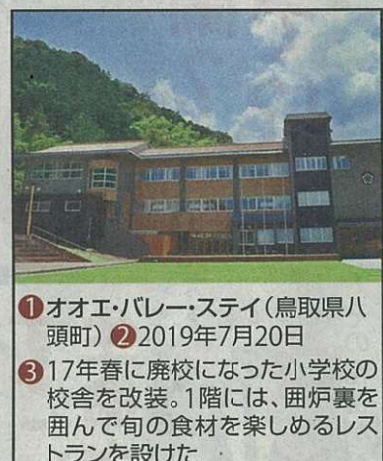 ❶オオエ・バレー・ステイ(鳥取県八
頭町) ❷2019年7月20日
❸17年春に廃校になった小学校の
校舎を改装。1階には、囲炉裏を
囲んで旬の食材を楽しめるレス
トランを設けた